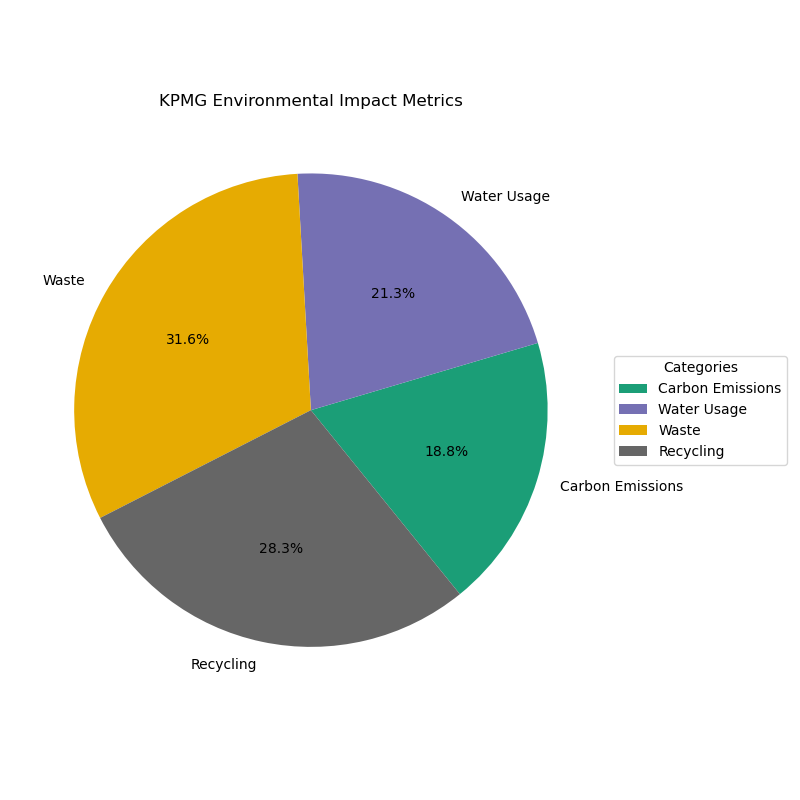 KPMG Environmental Impact Metrics
Water Usage
Waste
21.3%
31.6%
Categories
Carbon Emissions
Water Usage
Waste
Recycling
18.8%
Carbon Emissions
28.3%
Recycling